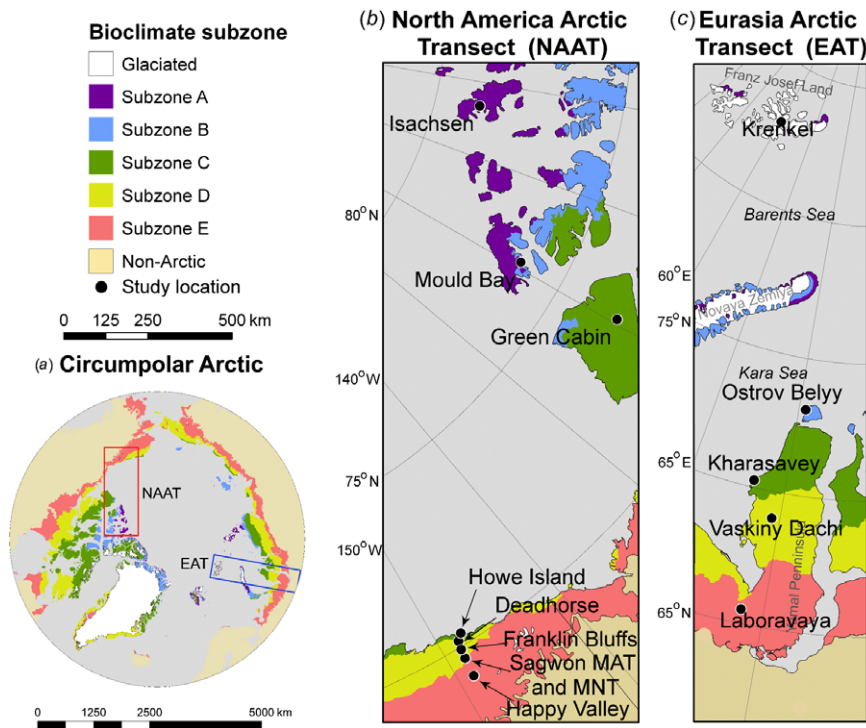 Bioclimate subzone
Glaciated
Subzone A
Subzone B
Subzone C
Subzone D
Subzone E
Non-Arctic
Study location
0 125 250 500 km
(a) Circumpolar Arctic
NAAT
EAT
0 1250 2500 5000 km
(b) North America Arctic
Transect (NAAT)
Isachsen
80°N
Mould Bay
Green Cabin
140°W
75°N
150°W
Howe Island
Deadhorse
Franklin Bluffs
Sagwon MAT
and MNT
Happy Valley
(c) Eurasia Arctic
Transect (EAT)
Franz Josef Land
Krenkel
Barents Sea
60°E
75°N
Novaya Zemlya
Kara Sea
Ostrov Belyy
65°E
Kharasavey
Vaskiny Dachi
Yamal Penninsula
65°N
Laboravaya